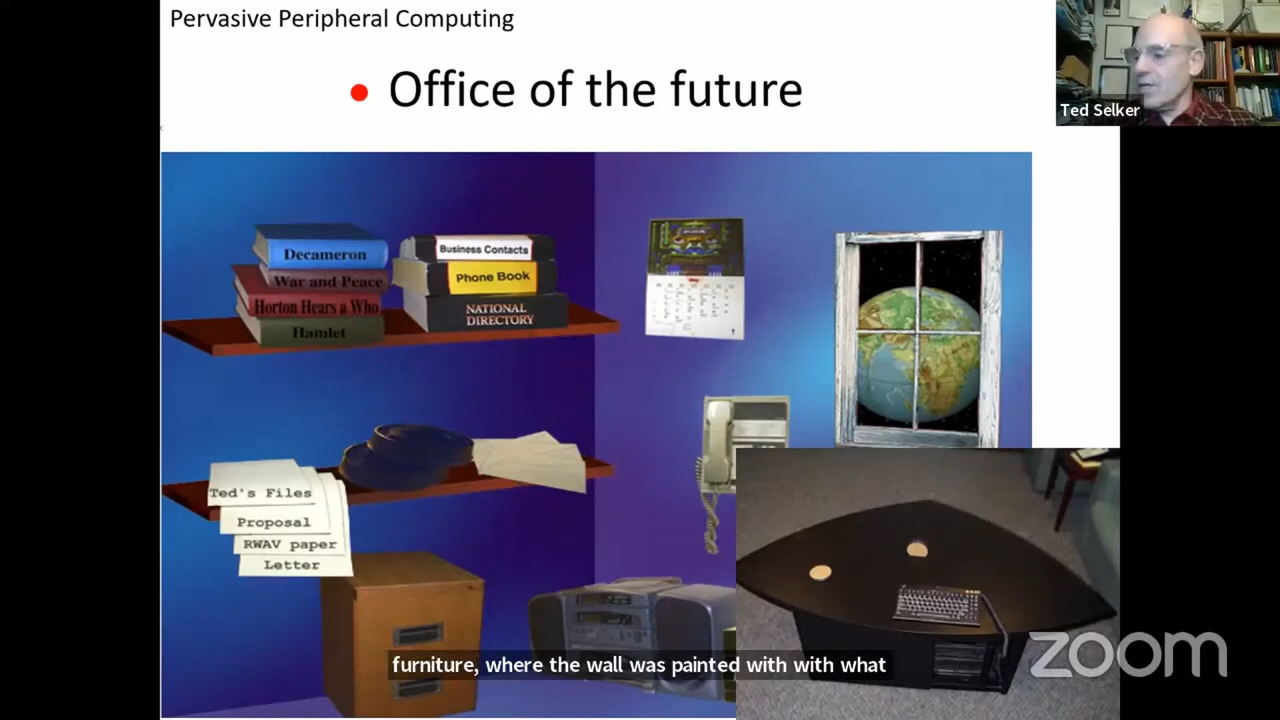 Pervasive Peripheral Computing
• Office of the future
Ted Selker
Decameron
War and Peace
Horton Hears a Who
Hamlet
Business Contacts
Phone Book
NATIONAL
DIRECTORY
Ted's Files
Proposal
RWAV paper
Letter
furniture, where the wall was painted with with what
zoom